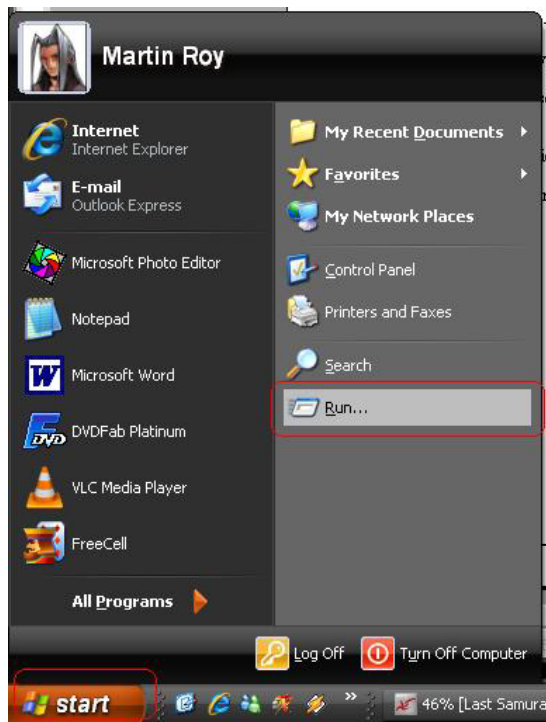 Martin Roy
Internet
Internet Explorer
E-mail
Outlook Express
Microsoft Photo Editor
Notepad
Microsoft Word
DVDFab Platinum
VLC Media Player
FreeCell
All Programs
My Recent Documents
Favorites
My Network Places
Control Panel
Printers and Faxes
Search
Run...
Log Off
Turn Off Computer
start
46% [Last Samura